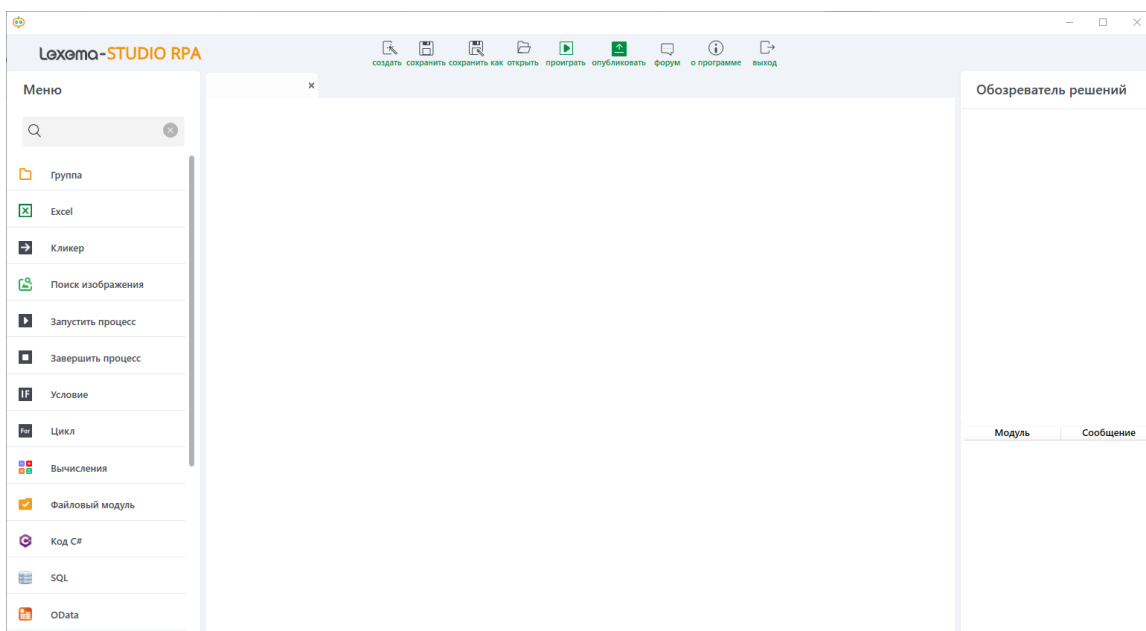 Lexema-STUDIO RPA
создать сохранить сохранить как открыть проиграть опубликовать форум о программе выход
Меню
Обозреватель решений
Группа
Excel
Кликер
Поиск изображения
Запустить процесс
Завершить процесс
IF Условие
For Цикл
Вычисления
Файловый модуль
Код C#
SQL
OData
Модуль Сообщение